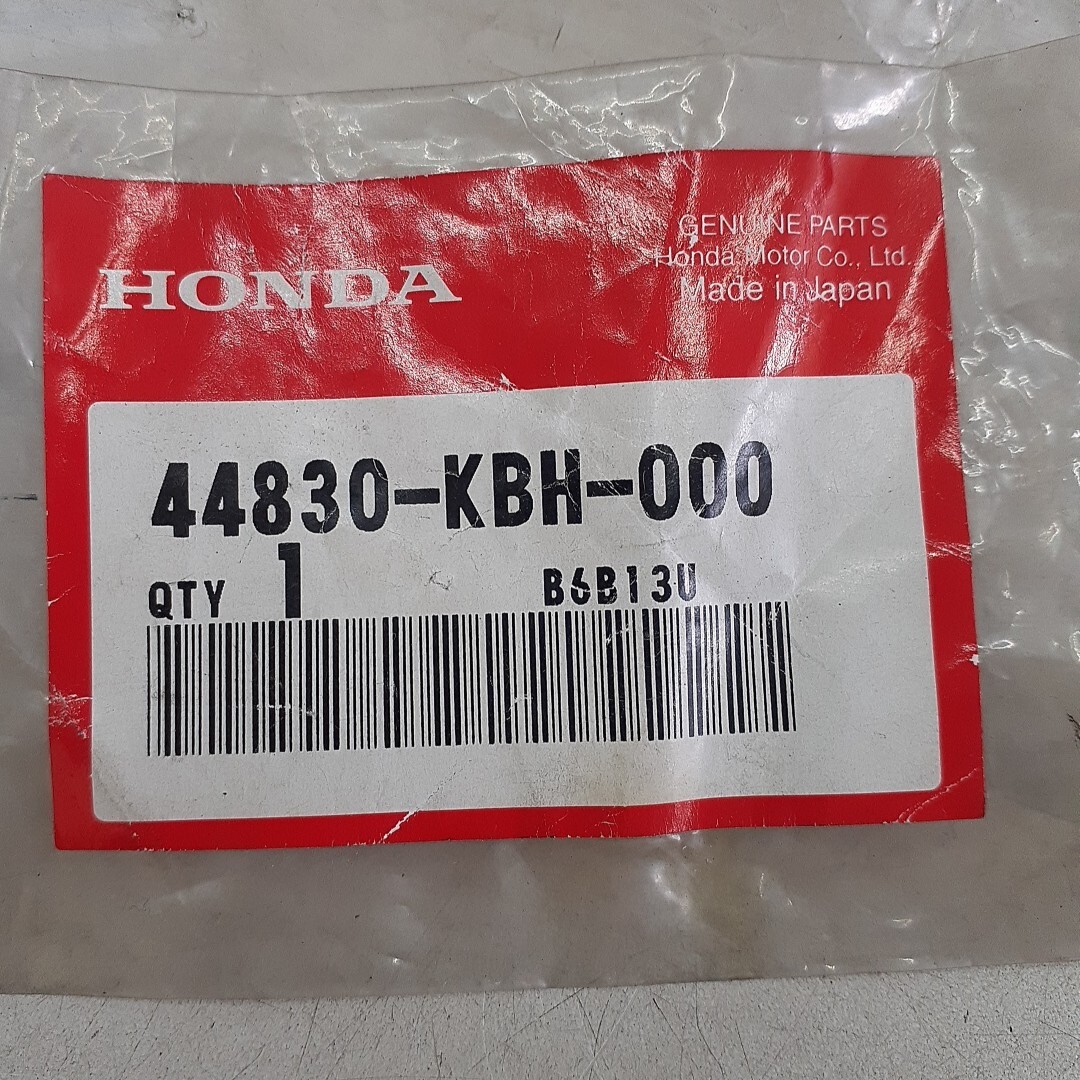 GENUINE PARTS
Honda Motor Co., Ltd.
Made in Japan
HONDA
44830-KBH-000
QTY 1 B6B13U